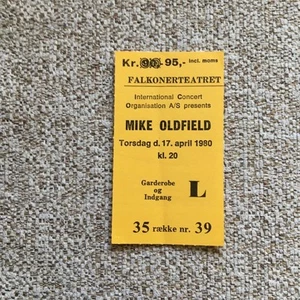 Kr. 90,- 95,- incl. moms
FALKONERTEATRET
International Concert
Organisation A/S presents
MIKE OLDFIELD
Torsdag d. 17. april 1980
kl. 20
Garderobe
og
Indgang
L
35 række nr. 39